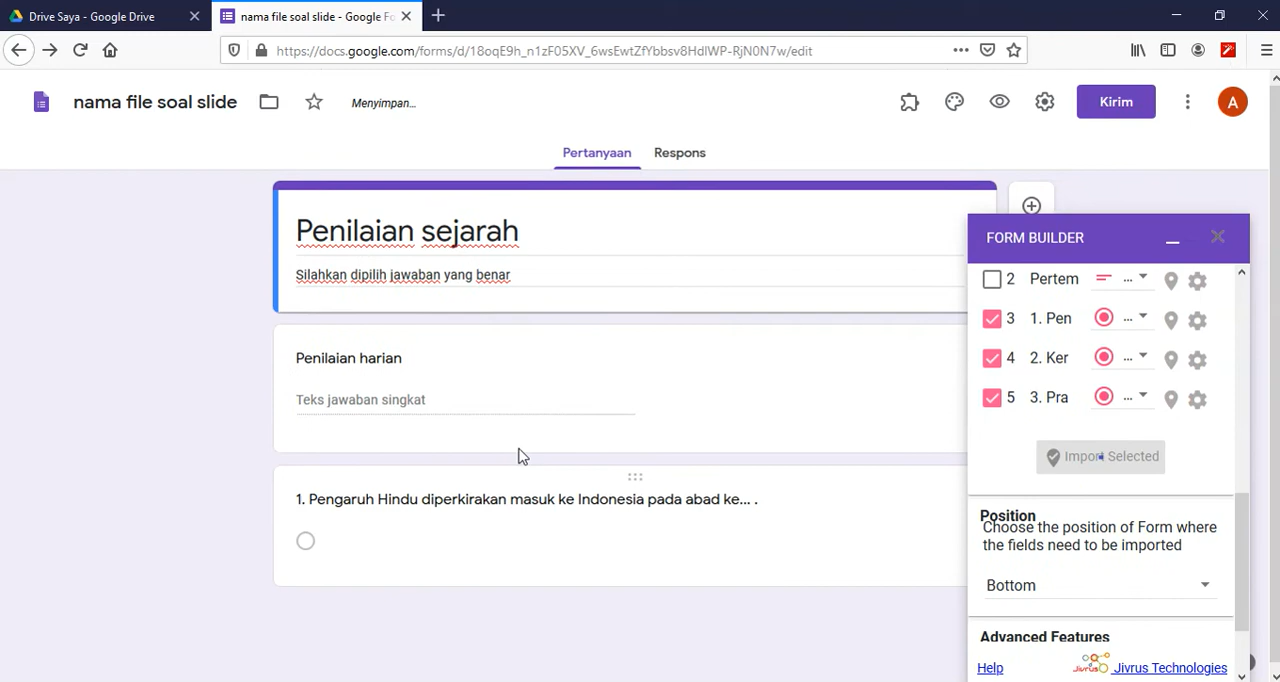 Drive Saya - Google Drive
nama file soal slide - Google Fo
https://docs.google.com/forms/d/18oqE9h_n1zF05XV_6wsEwtZfYbbsv8HdlWP-RjN0N7w/edit
nama file soal slide
Menyimpan...
Kirim
A
Pertanyaan
Respons
Penilaian sejarah
Silahkan dipilih jawaban yang benar
Penilaian harian
Teks jawaban singkat
1. Pengaruh Hindu diperkirakan masuk ke Indonesia pada abad ke... .
FORM BUILDER
2 Pertem ...
3 1. Pen ...
4 2. Ker ...
5 3. Pra ...
Import Selected
Position
Choose the position of Form where
the fields need to be imported
Bottom
Advanced Features
Help
Jivrus Technologies